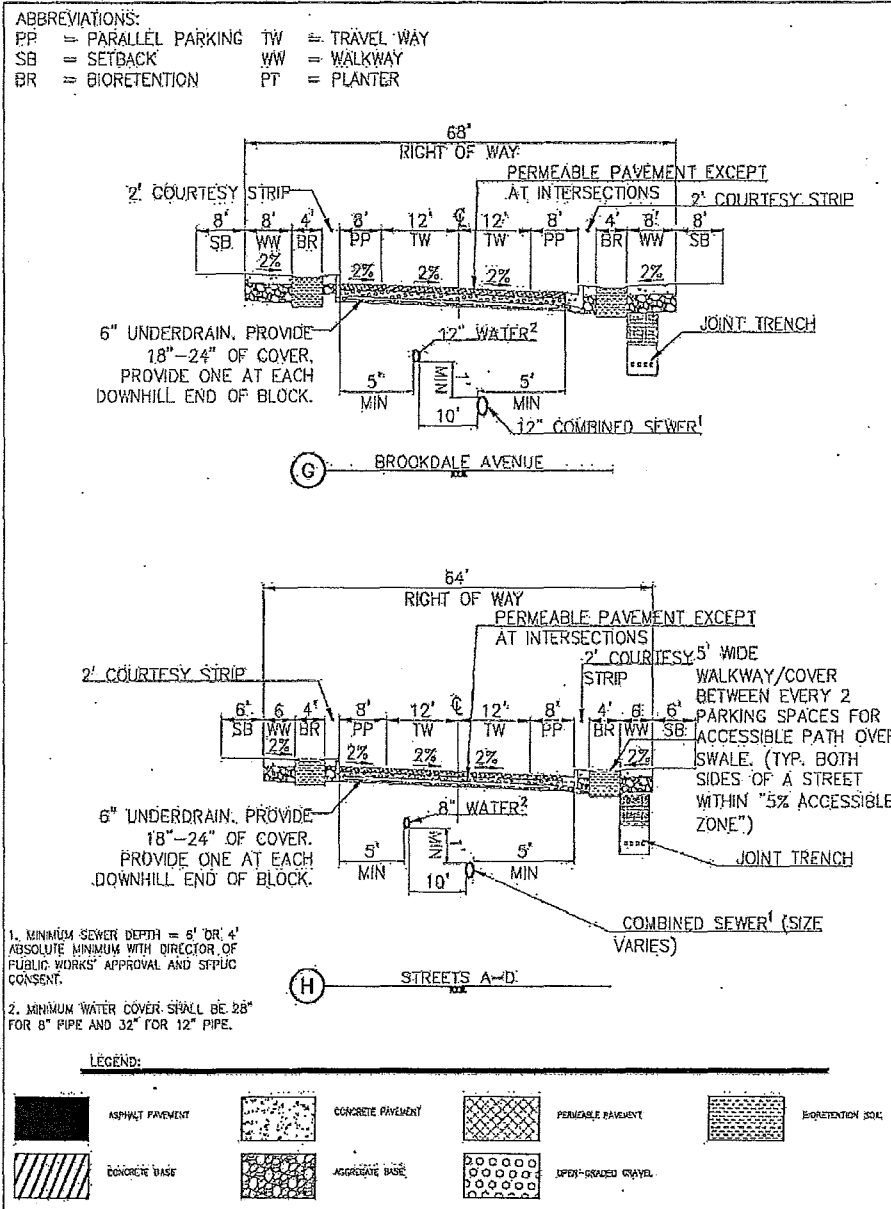 ABBREVIATIONS:
PP = PARALLEL PARKING TW = TRAVEL WAY
SB = SETBACK WW = WALKWAY
BR = BIORETENTION PT = PLANTER
68'
RIGHT OF WAY
PERMEABLE PAVEMENT EXCEPT
AT INTERSECTIONS
2' COURTESY STRIP
2' COURTESY STRIP
8' 8' 4' 8' 12' ℄ 12' 8' 4' 8' 8'
SB WW BR PP TW TW PP BR WW SB
2% 2% 2% 2% 2%
6" UNDERDRAIN. PROVIDE
18"-24" OF COVER.
PROVIDE ONE AT EACH
DOWNHILL END OF BLOCK.
12" WATER²
JOINT TRENCH
5' MIN
1' MIN
5' MIN
10'
12" COMBINED SEWER¹
G BROOKDALE AVENUE
64'
RIGHT OF WAY
PERMEABLE PAVEMENT EXCEPT
AT INTERSECTIONS
2' COURTESY STRIP
2' COURTESY
STRIP
5' WIDE
WALKWAY/COVER
BETWEEN EVERY 2
PARKING SPACES FOR
ACCESSIBLE PATH OVER
SWALE. (TYP. BOTH
SIDES OF A STREET
WITHIN "5% ACCESSIBLE
ZONE")
6' 6 4' 8' 12' ℄ 12' 8' 4' 6 6'
SB WW BR PP TW TW PP BR WW SB
2% 2% 2% 2% 2%
6" UNDERDRAIN. PROVIDE
18"-24" OF COVER.
PROVIDE ONE AT EACH
DOWNHILL END OF BLOCK.
8" WATER²
JOINT TRENCH
5' MIN
1' MIN
5' MIN
10'
COMBINED SEWER¹ (SIZE
VARIES)
H STREETS A-D
1. MINIMUM SEWER DEPTH = 6' OR 4'
ABSOLUTE MINIMUM WITH DIRECTOR OF
PUBLIC WORKS' APPROVAL AND SFPUC
CONSENT.
2. MINIMUM WATER COVER SHALL BE 28"
FOR 8" PIPE AND 32" FOR 12" PIPE.
LEGEND:
ASPHALT PAVEMENT
CONCRETE PAVEMENT
PERMEABLE PAVEMENT
BIORETENTION SOIL
CONCRETE BASE
AGGREGATE BASE
OPEN-GRADED GRAVEL